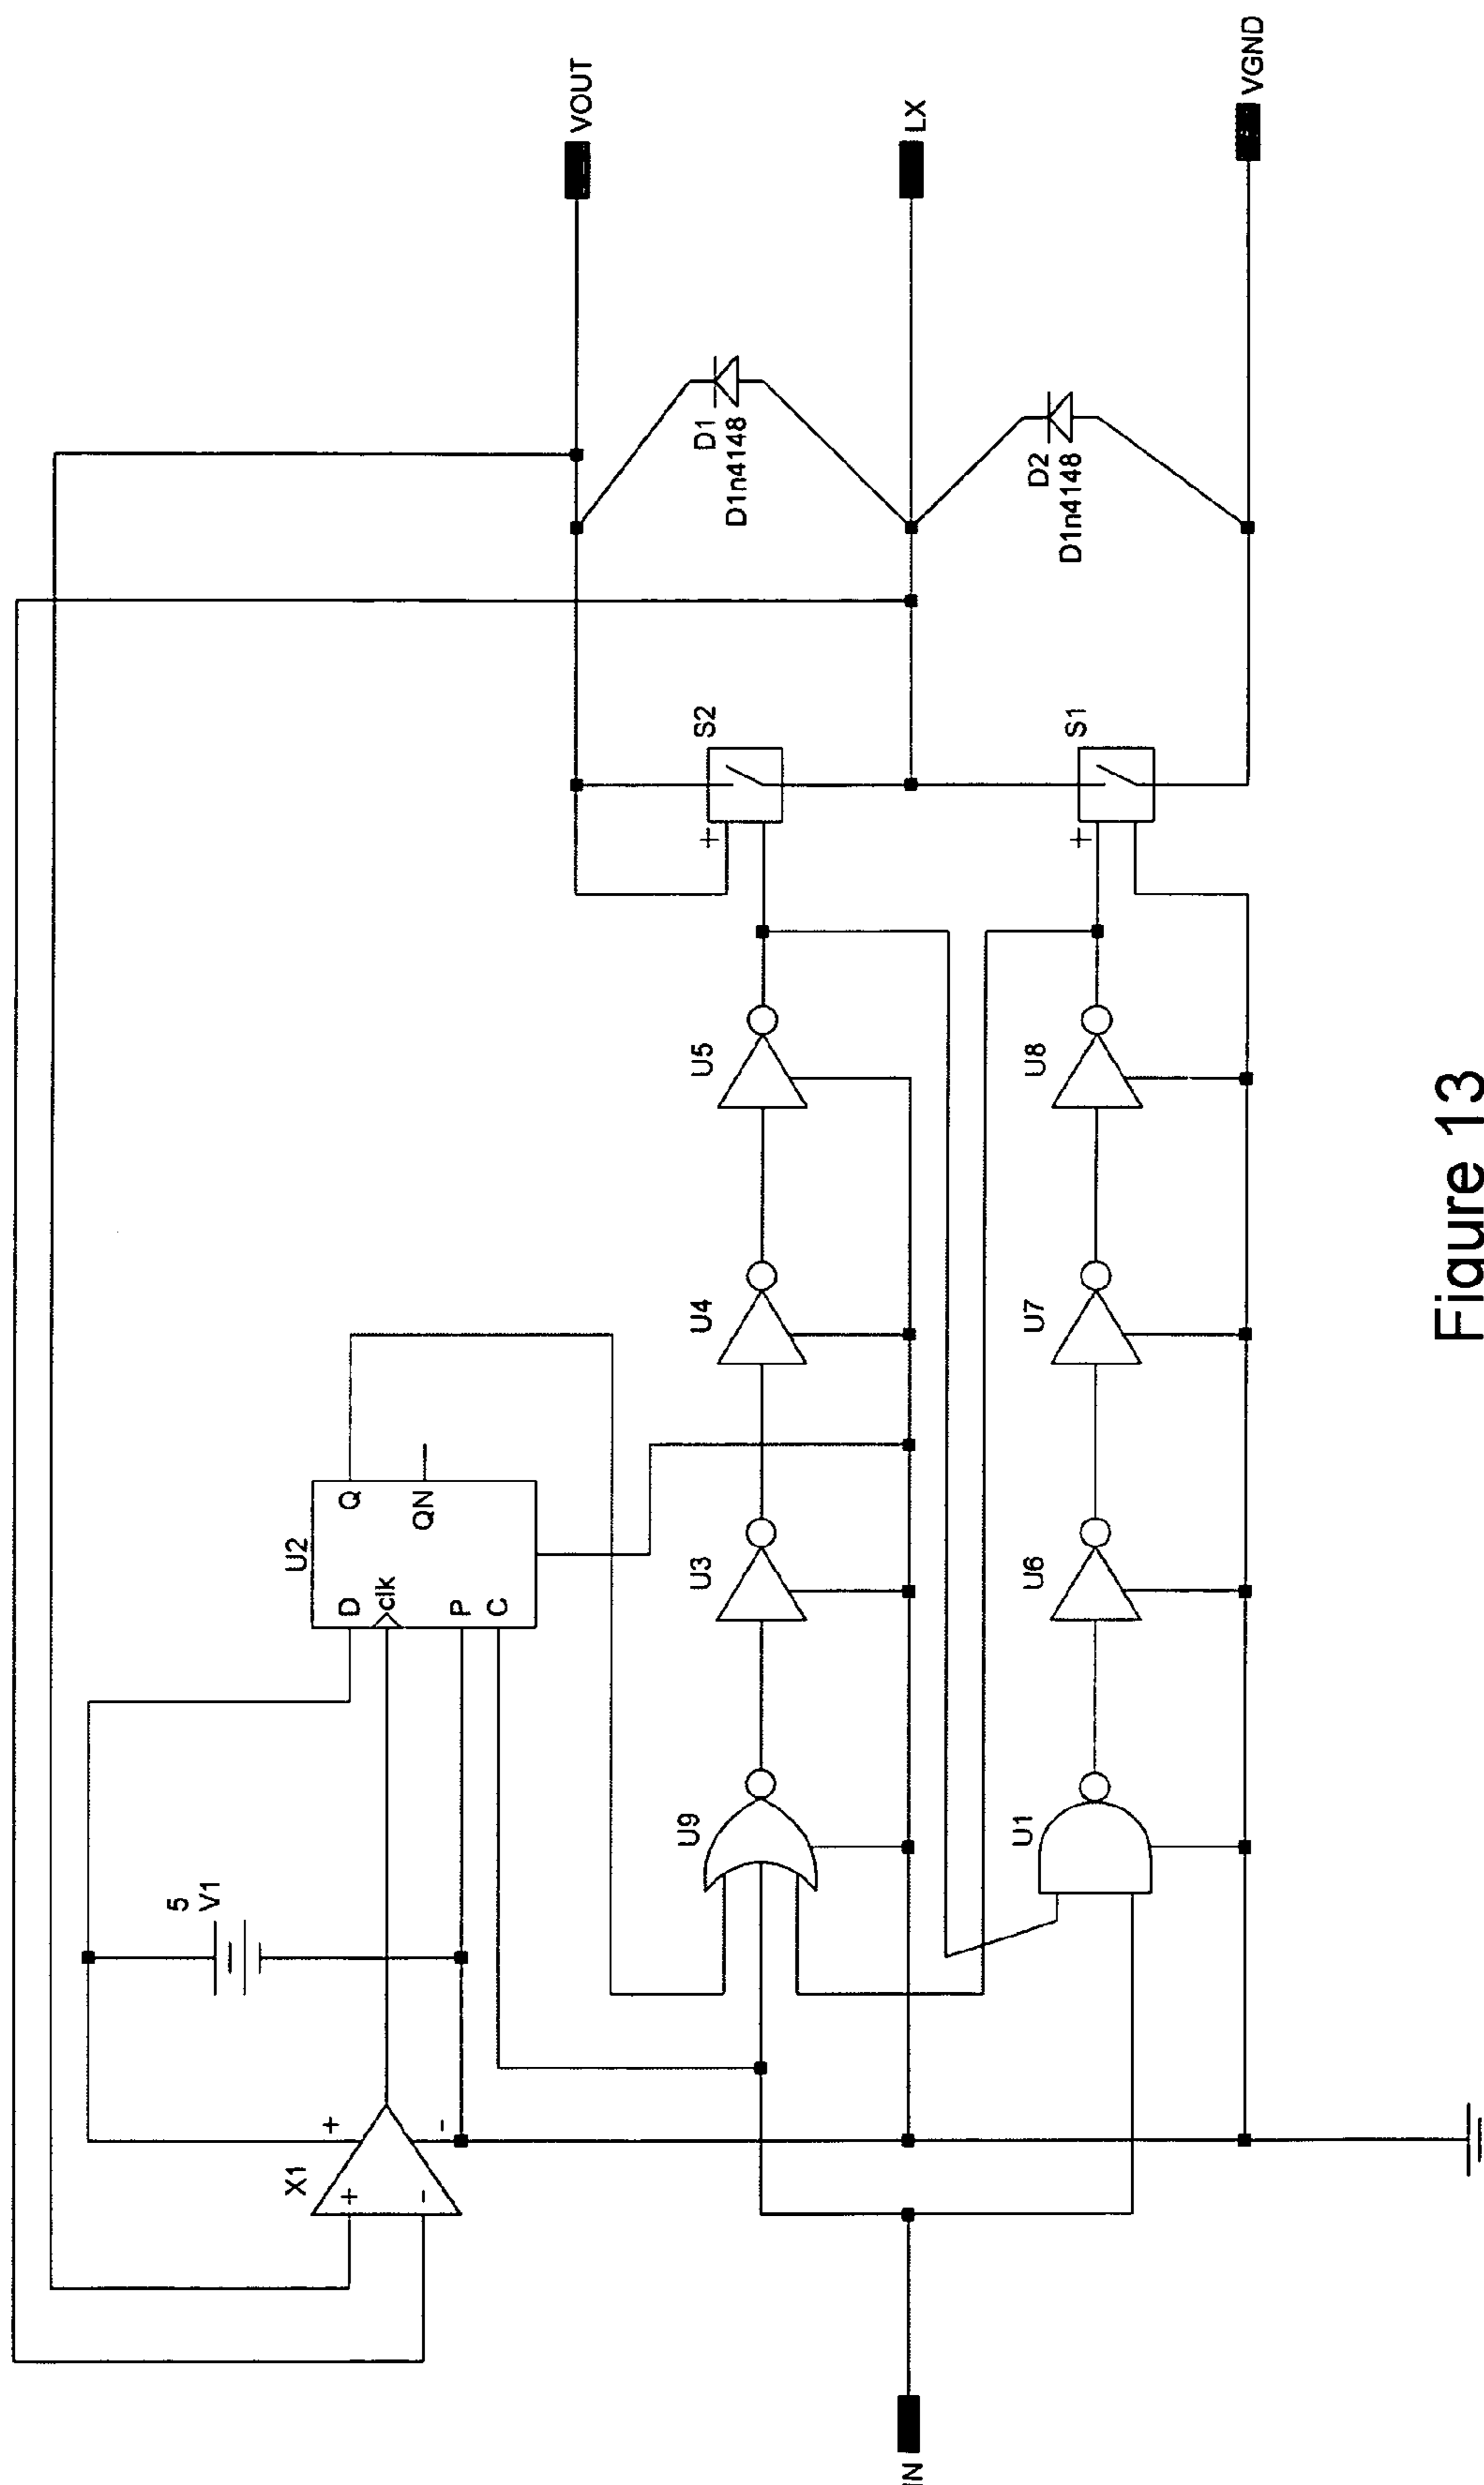 VOUT
LX
VGND
D1
D1n4148
D2
D1n4148
S2
+
S1
+
U5
U8
U4
U7
U2
D
clk
P
C
Q
QN
U3
U6
U9
U1
5
V1
X1
+
-
+
-
IN
Figure 13